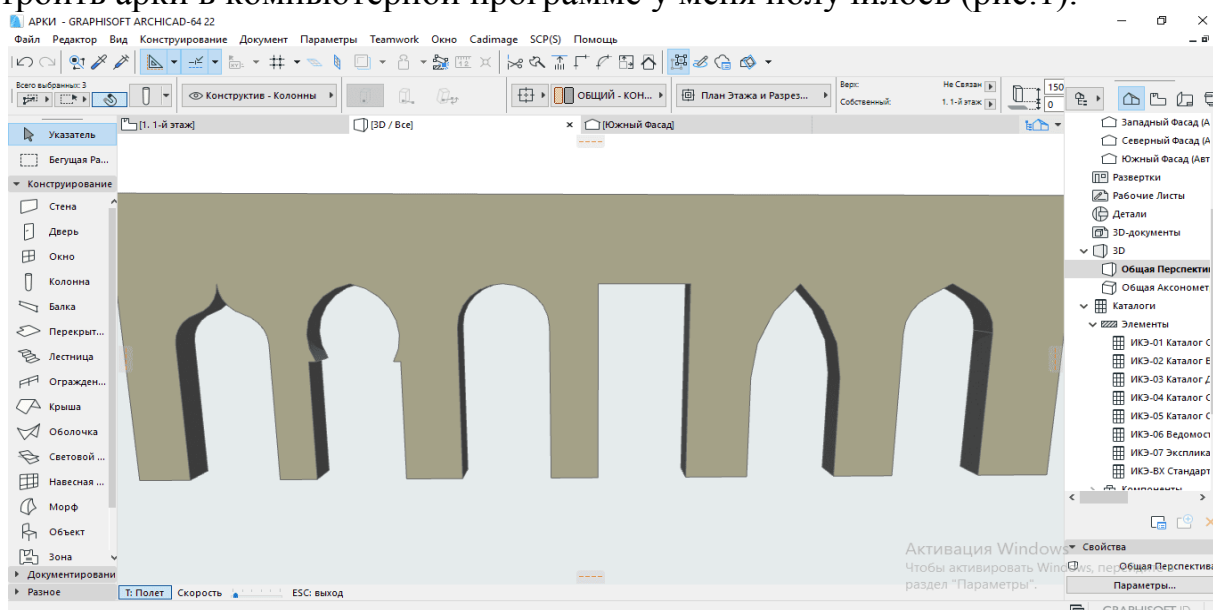 троить арки в компьютерной программе у меня получилось (рис.1).
АРКИ - GRAPHISOFT ARCHICAD-64 22
Файл Редактор Вид Конструирование Документ Параметры Teamwork Окно Cadimage SCP(S) Помощь
Всего выбранных: 3
Конструктив - Колонны
ОБЩИЙ - КОН...
План Этажа и Разрез...
Верх: Не Связан
Собственный: 1. 1-й этаж
150
0
[1. 1-й этаж]
[3D / Все]
[Южный Фасад]
Указатель
Бегущая Ра...
Конструирование
Стена
Дверь
Окно
Колонна
Балка
Перекрыт...
Лестница
Огражден...
Крыша
Оболочка
Световой ...
Навесная ...
Морф
Объект
Зона
Документировани
Разное
Западный Фасад (А
Северный Фасад (А
Южный Фасад (Авт
Развертки
Рабочие Листы
Детали
3D-документы
3D
Общая Перспекти
Общая Аксономет
Каталоги
Элементы
ИКЭ-01 Каталог С
ИКЭ-02 Каталог Е
ИКЭ-03 Каталог Д
ИКЭ-04 Каталог С
ИКЭ-05 Каталог С
ИКЭ-06 Ведомост
ИКЭ-07 Эксплика
ИКЭ-ВХ Стандарт
Компоненты
Свойства
Общая Перспектива
Параметры...
GRAPHISOFT ID
Активация Windows
Чтобы активировать Windows, перейдите в
раздел "Параметры".
Т: Полет Скорость ESC: выход